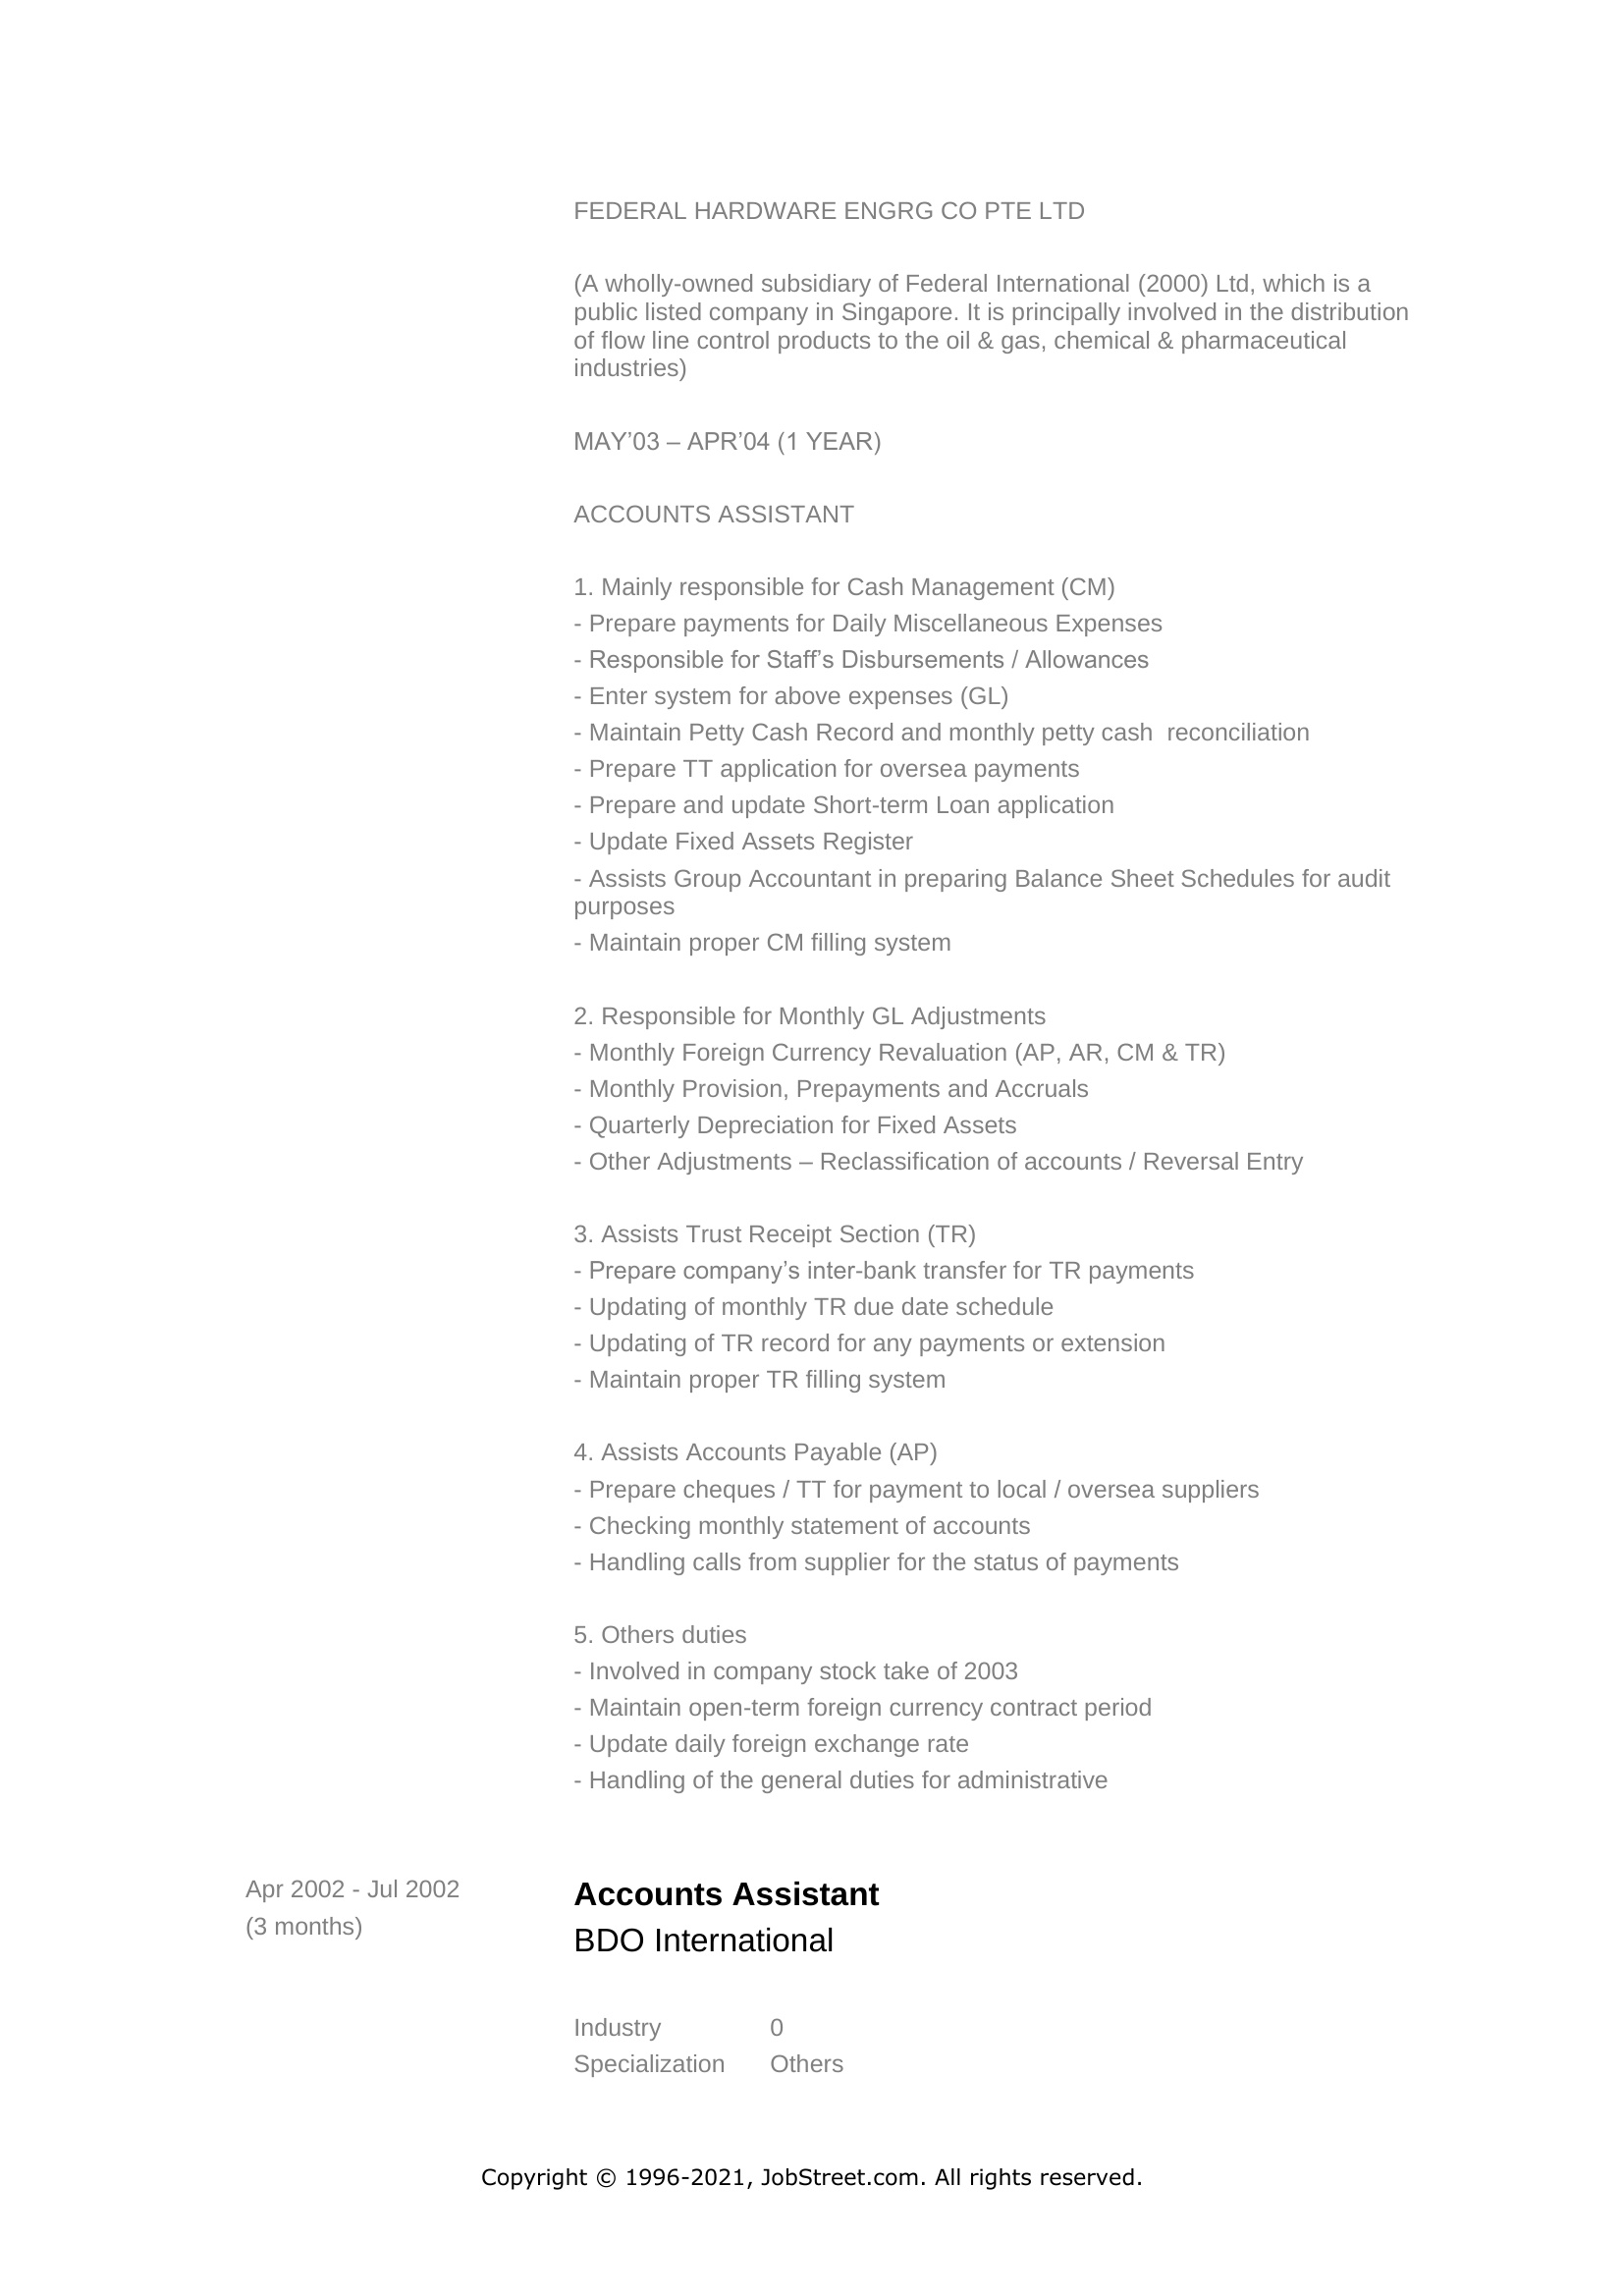 FEDERAL HARDWARE ENGRG CO PTE LTD
(A wholly-owned subsidiary of Federal International (2000) Ltd, which is a
public listed company in Singapore. It is principally involved in the distribution
of flow line control products to the oil & gas, chemical & pharmaceutical
industries)
MAY’03 – APR’04 (1 YEAR)
ACCOUNTS ASSISTANT
1. Mainly responsible for Cash Management (CM)
- Prepare payments for Daily Miscellaneous Expenses
- Responsible for Staff’s Disbursements / Allowances
- Enter system for above expenses (GL)
- Maintain Petty Cash Record and monthly petty cash  reconciliation
- Prepare TT application for oversea payments
- Prepare and update Short-term Loan application
- Update Fixed Assets Register
- Assists Group Accountant in preparing Balance Sheet Schedules for audit
purposes
- Maintain proper CM filling system
2. Responsible for Monthly GL Adjustments
- Monthly Foreign Currency Revaluation (AP, AR, CM & TR)
- Monthly Provision, Prepayments and Accruals
- Quarterly Depreciation for Fixed Assets
- Other Adjustments – Reclassification of accounts / Reversal Entry
3. Assists Trust Receipt Section (TR)
- Prepare company’s inter-bank transfer for TR payments
- Updating of monthly TR due date schedule
- Updating of TR record for any payments or extension
- Maintain proper TR filling system
4. Assists Accounts Payable (AP)
- Prepare cheques / TT for payment to local / oversea suppliers
- Checking monthly statement of accounts
- Handling calls from supplier for the status of payments
5. Others duties
- Involved in company stock take of 2003
- Maintain open-term foreign currency contract period
- Update daily foreign exchange rate
- Handling of the general duties for administrative
Apr 2002 - Jul 2002
(3 months)
Accounts Assistant
BDO International
Industry 0
Specialization Others
Copyright © 1996-2021, JobStreet.com. All rights reserved.